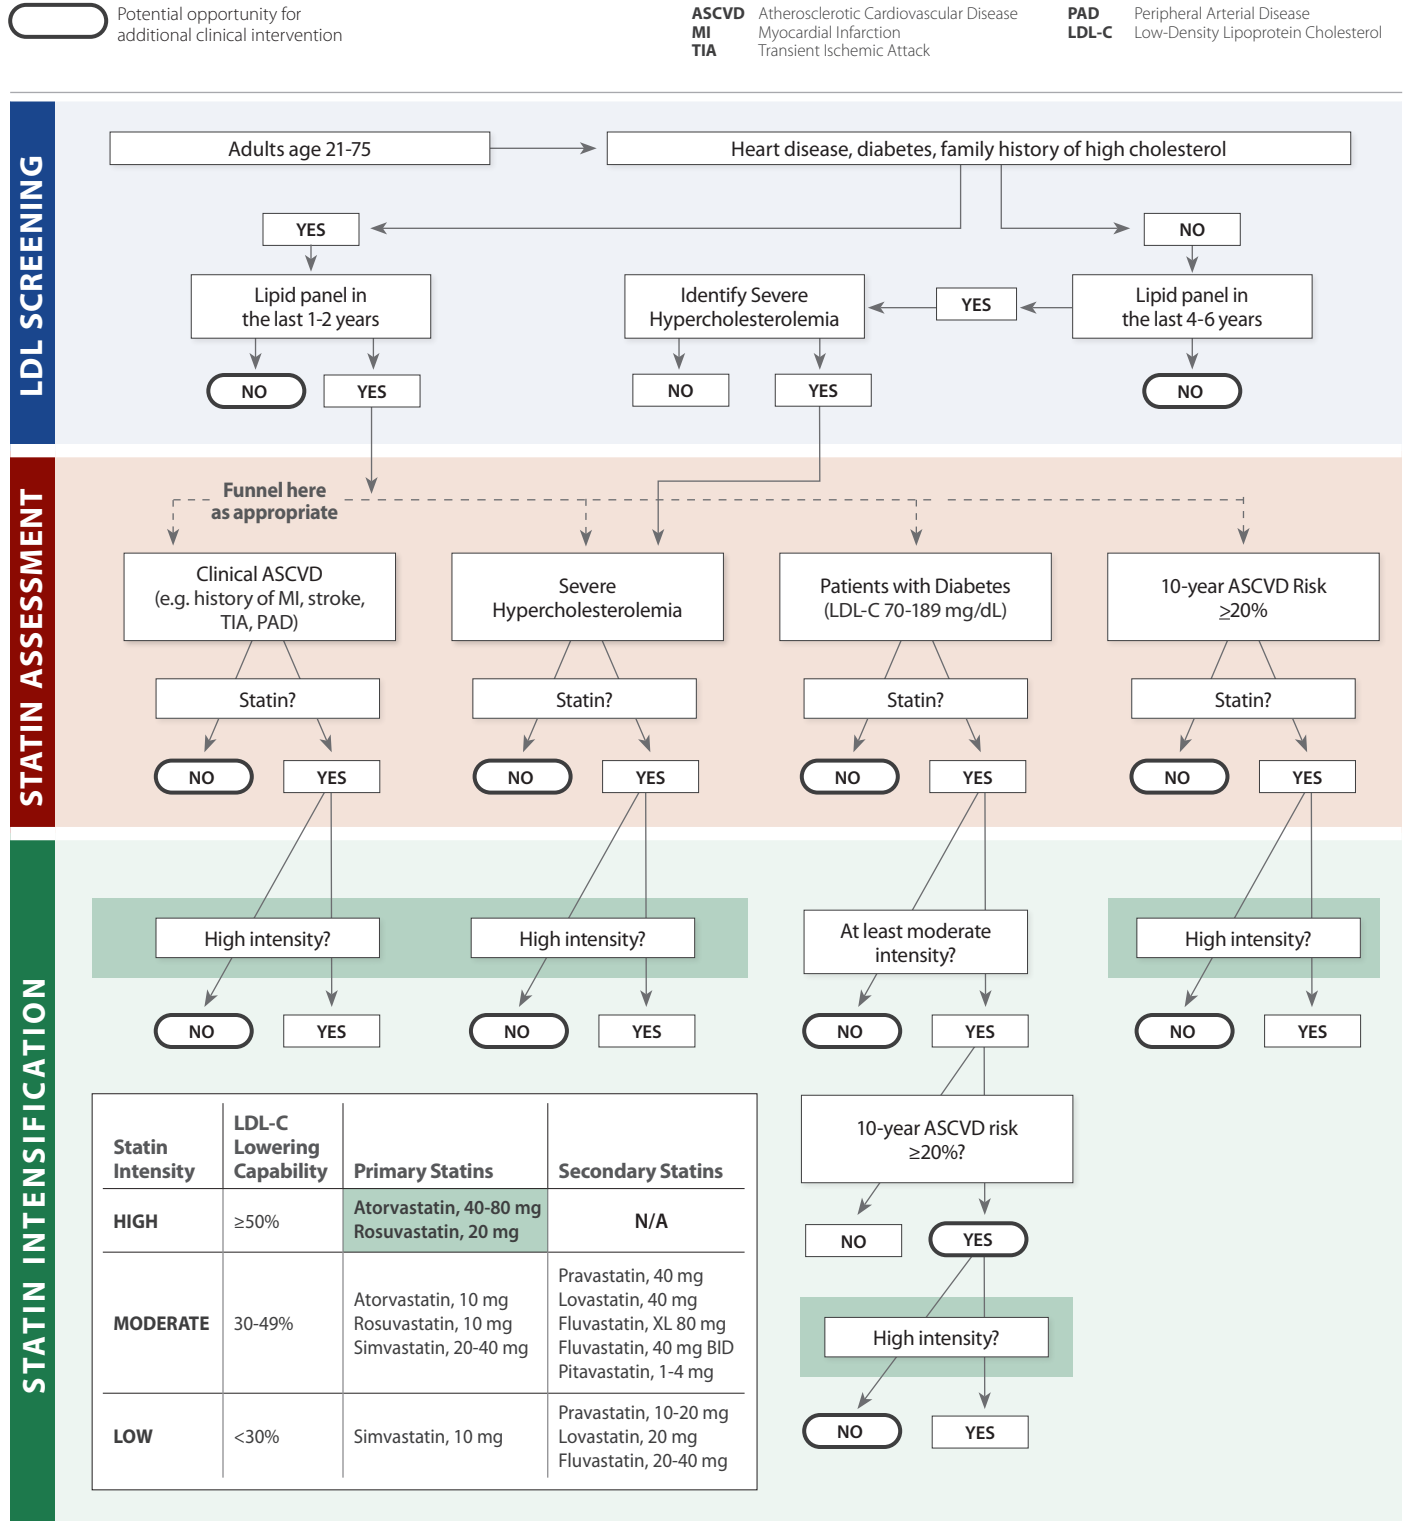 Potential opportunity for
additional clinical intervention
ASCVD Atherosclerotic Cardiovascular Disease
MI Myocardial Infarction
TIA Transient Ischemic Attack
PAD Peripheral Arterial Disease
LDL-C Low-Density Lipoprotein Cholesterol
LDL SCREENING
Adults age 21-75
Heart disease, diabetes, family history of high cholesterol
YES
NO
Lipid panel in
the last 1-2 years
Identify Severe
Hypercholesterolemia
YES
Lipid panel in
the last 4-6 years
NO
YES
NO
YES
NO
STATIN ASSESSMENT
Funnel here
as appropriate
Clinical ASCVD
(e.g. history of MI, stroke,
TIA, PAD)
Severe
Hypercholesterolemia
Patients with Diabetes
(LDL-C 70-189 mg/dL)
10-year ASCVD Risk
≥20%
Statin?
Statin?
Statin?
Statin?
NO
YES
NO
YES
NO
YES
NO
YES
STATIN INTENSIFICATION
High intensity?
High intensity?
At least moderate
intensity?
High intensity?
NO
YES
NO
YES
NO
YES
NO
YES
10-year ASCVD risk
≥20%?
NO
YES
High intensity?
NO
YES
Statin
Intensity
LDL-C
Lowering
Capability
Primary Statins
Secondary Statins
HIGH
≥50%
Atorvastatin, 40-80 mg
Rosuvastatin, 20 mg
N/A
MODERATE
30-49%
Atorvastatin, 10 mg
Rosuvastatin, 10 mg
Simvastatin, 20-40 mg
Pravastatin, 40 mg
Lovastatin, 40 mg
Fluvastatin, XL 80 mg
Fluvastatin, 40 mg BID
Pitavastatin, 1-4 mg
LOW
<30%
Simvastatin, 10 mg
Pravastatin, 10-20 mg
Lovastatin, 20 mg
Fluvastatin, 20-40 mg